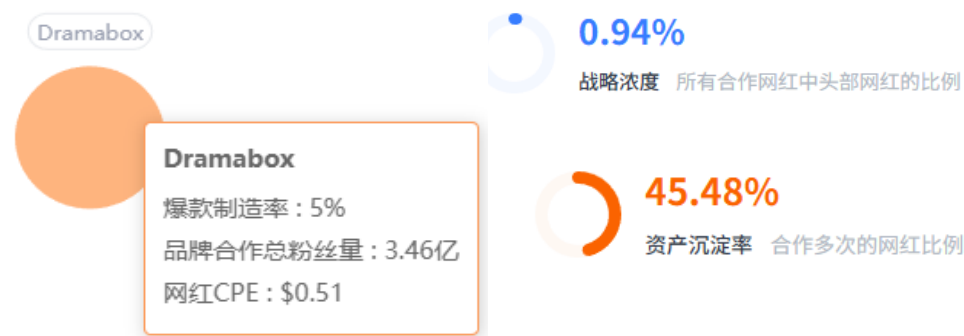 Dramabox
Dramabox
爆款制造率 : 5%
品牌合作总粉丝量 : 3.46亿
网红CPE : $0.51
0.94%
战略浓度 所有合作网红中头部网红的比例
45.48%
资产沉淀率 合作多次的网红比例